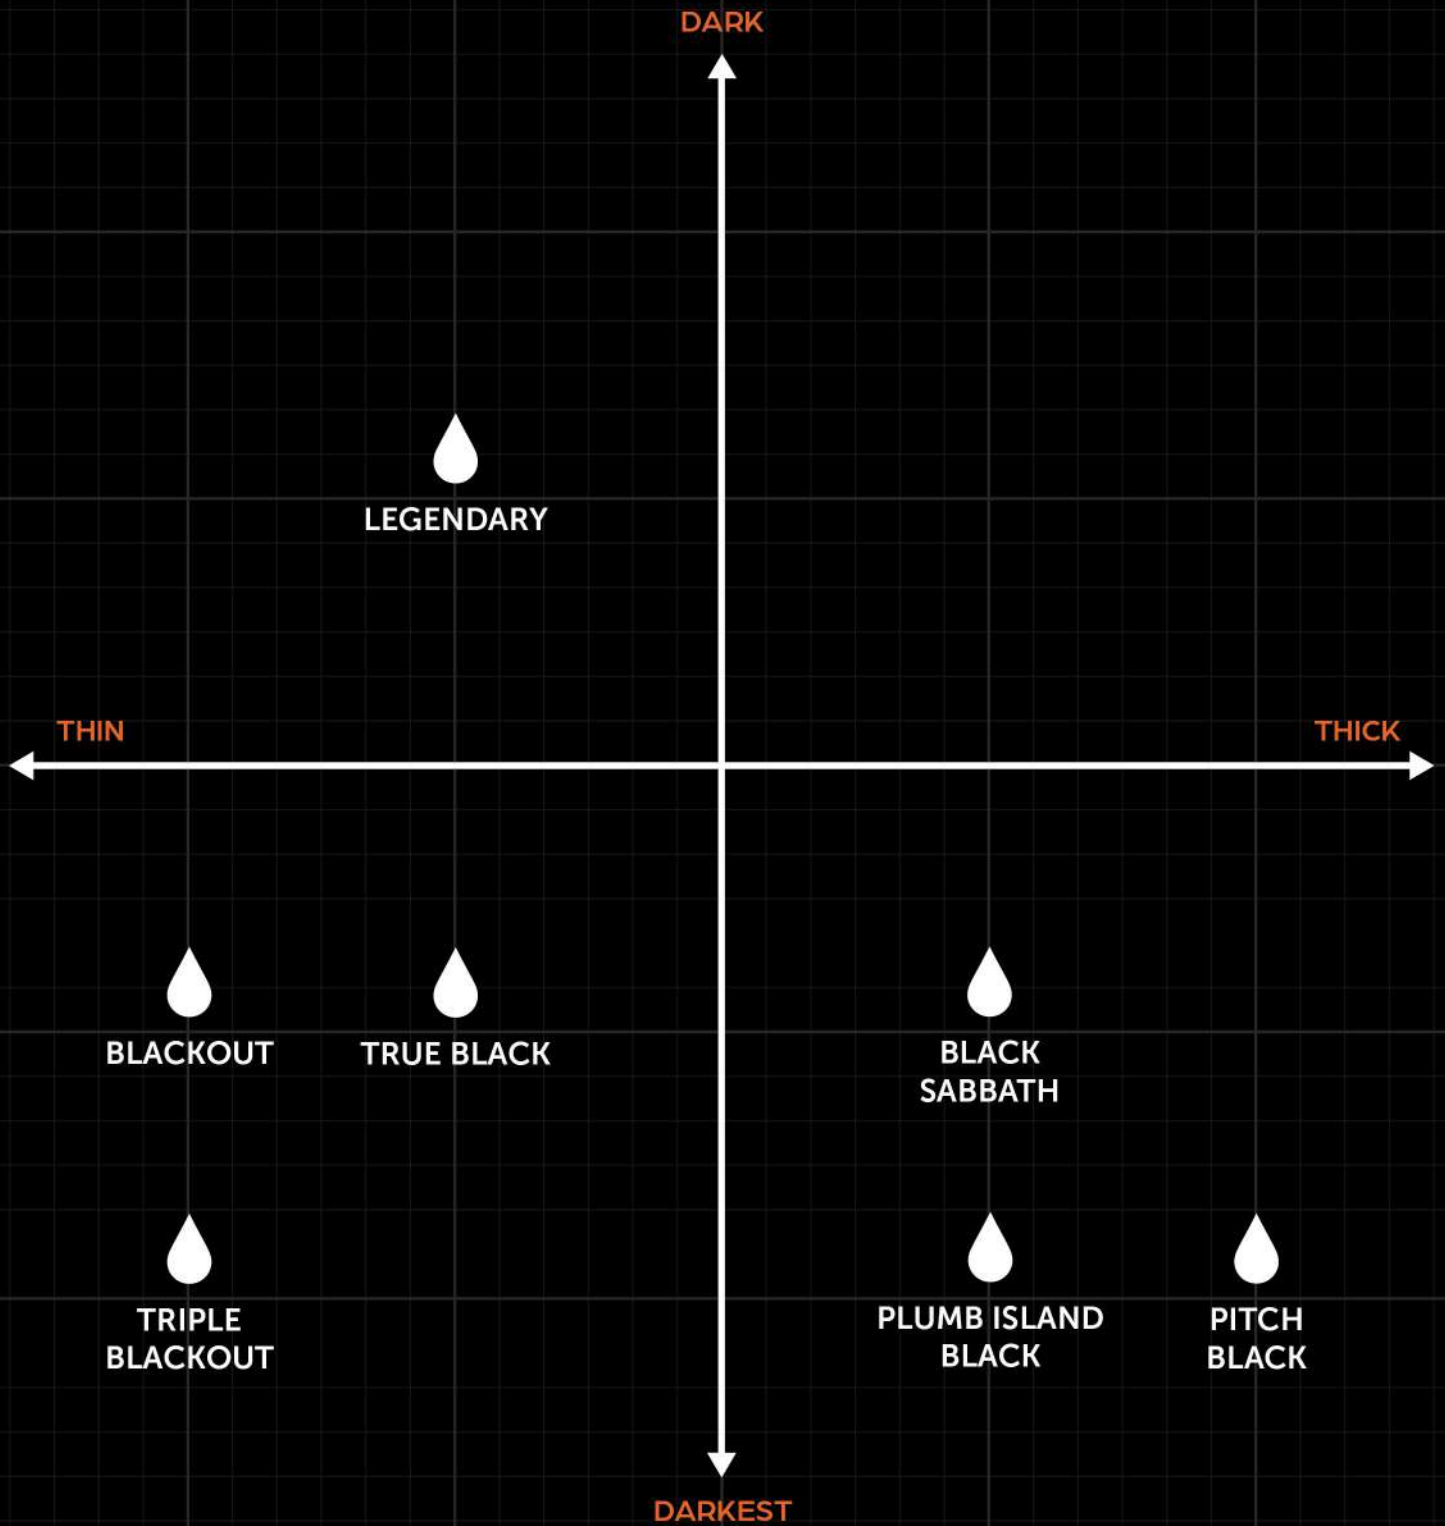 DARK
LEGENDARY
THIN
THICK
BLACKOUT
TRUE BLACK
BLACK
SABBATH
TRIPLE
BLACKOUT
PLUMB ISLAND
BLACK
PITCH
BLACK
DARKEST